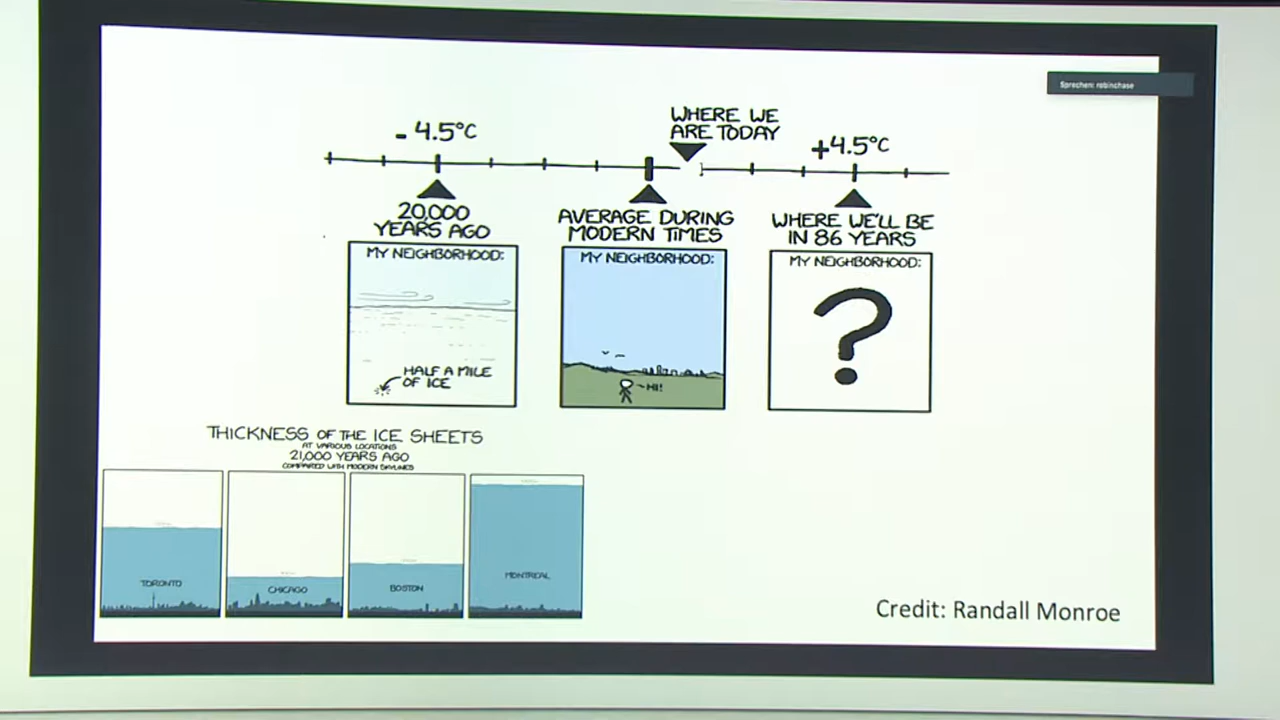 Sprechen: robinchase
WHERE WE
ARE TODAY
- 4.5°C
+4.5°C
20,000
YEARS AGO
AVERAGE DURING
MODERN TIMES
WHERE WE'LL BE
IN 86 YEARS
MY NEIGHBORHOOD:
MY NEIGHBORHOOD:
MY NEIGHBORHOOD:
HALF A MILE
OF ICE
HI!
?
THICKNESS OF THE ICE SHEETS
AT VARIOUS LOCATIONS
21,000 YEARS AGO
COMPARED WITH MODERN SKYLINES
TORONTO
CHICAGO
BOSTON
MONTREAL
Credit: Randall Monroe